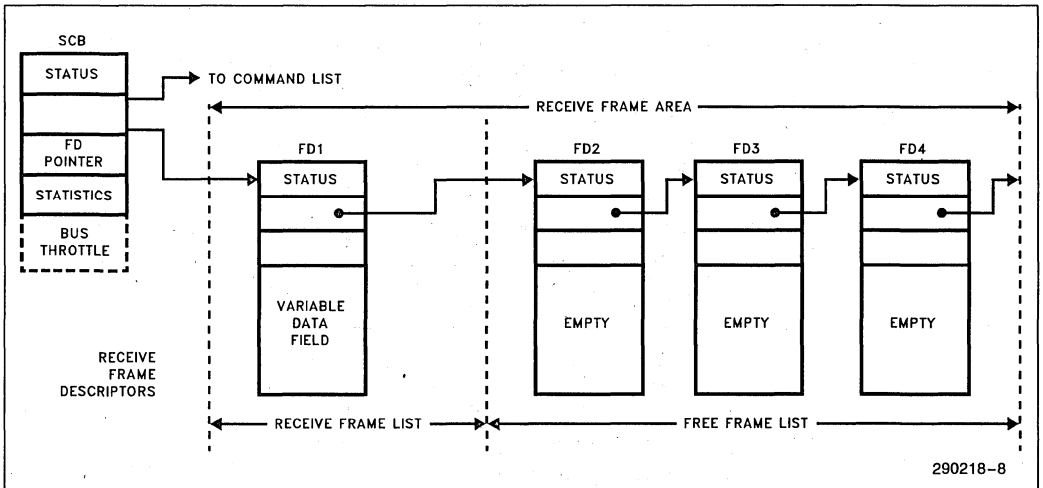 SCB
STATUS
TO COMMAND LIST
RECEIVE FRAME AREA
FD
POINTER
STATISTICS
BUS
THROTTLE
FD1
STATUS
VARIABLE
DATA
FIELD
FD2
STATUS
EMPTY
FD3
STATUS
EMPTY
FD4
STATUS
EMPTY
RECEIVE
FRAME
DESCRIPTORS
RECEIVE FRAME LIST
FREE FRAME LIST
290218-8